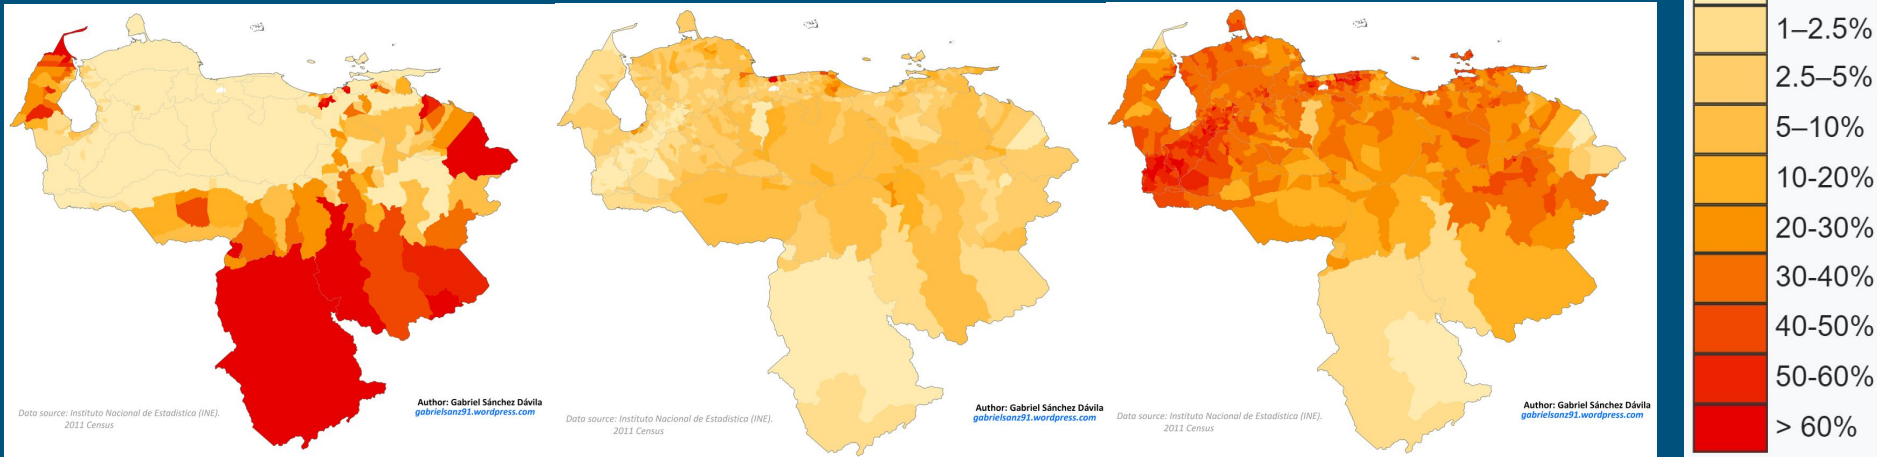 Data source: Instituto Nacional de Estadística (INE).
2011 Census
Author: Gabriel Sánchez Dávila
gabrielsanz91.wordpress.com
Data source: Instituto Nacional de Estadística (INE).
2011 Census
Author: Gabriel Sánchez Dávila
gabrielsanz91.wordpress.com
Data source: Instituto Nacional de Estadística (INE).
2011 Census
Author: Gabriel Sánchez Dávila
gabrielsanz91.wordpress.com
1–2.5%
2.5–5%
5–10%
10-20%
20-30%
30-40%
40-50%
50-60%
> 60%